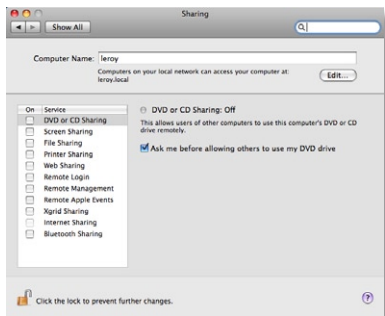 Sharing
Show All
Computer Name: leroy
Computers on your local network can access your computer at:
leroy.local
Edit...
On Service
DVD or CD Sharing
Screen Sharing
File Sharing
Printer Sharing
Web Sharing
Remote Login
Remote Management
Remote Apple Events
Xgrid Sharing
Internet Sharing
Bluetooth Sharing
DVD or CD Sharing: Off
This allows users of other computers to use this computer's DVD or CD
drive remotely.
Ask me before allowing others to use my DVD drive
Click the lock to prevent further changes.
?